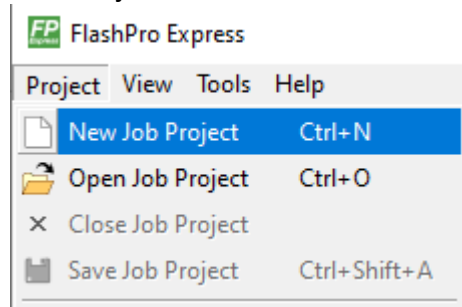 FP Express FlashPro Express
Project View Tools Help
New Job Project Ctrl+N
Open Job Project Ctrl+O
Close Job Project
Save Job Project Ctrl+Shift+A